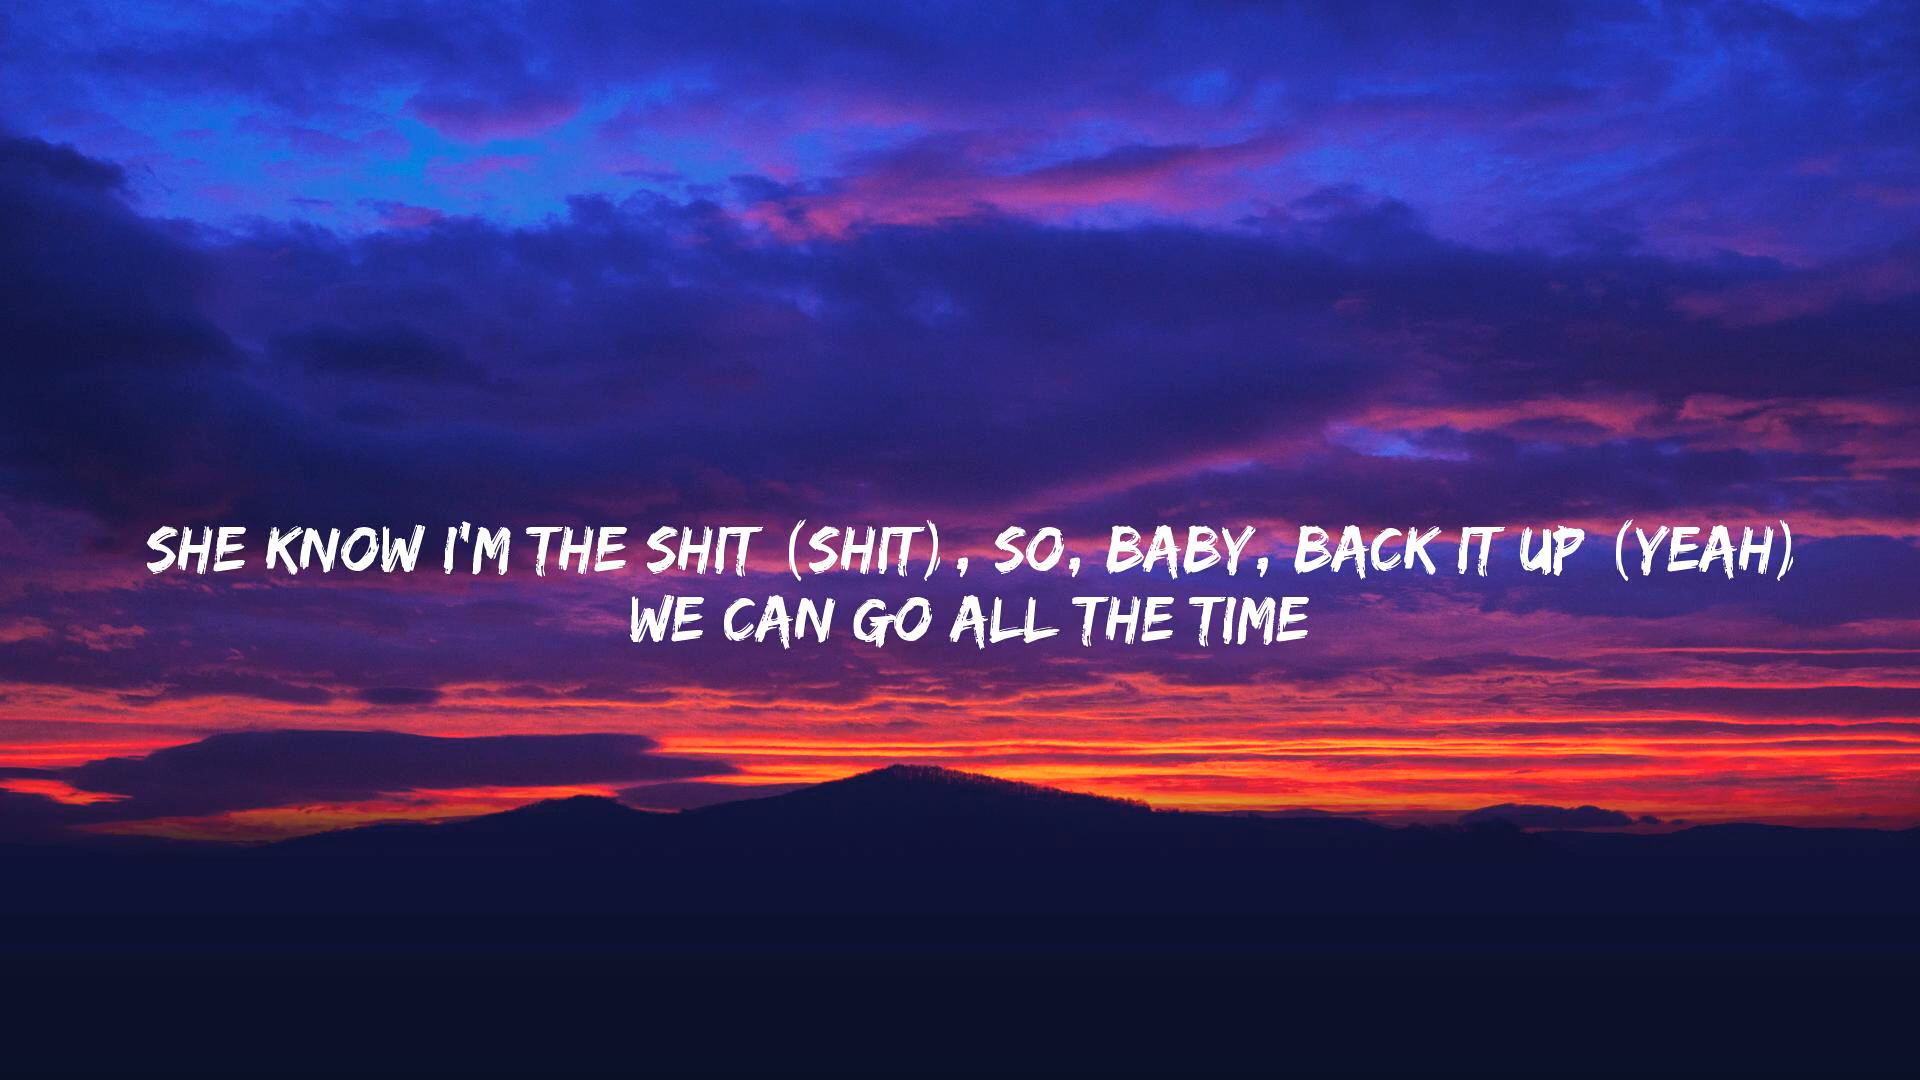 SHE KNOW I'M THE SHIT (SHIT), SO, BABY, BACK IT UP (YEAH)
WE CAN GO ALL THE TIME